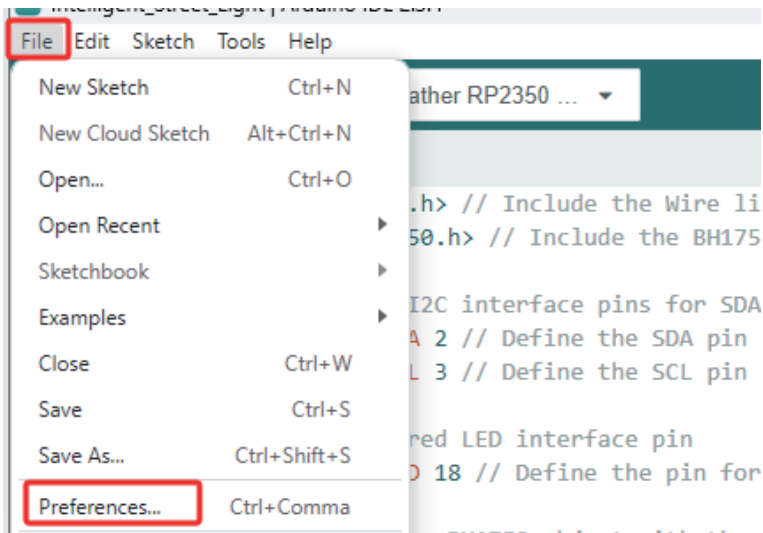 File Edit Sketch Tools Help
New Sketch Ctrl+N
ather RP2350 ...
New Cloud Sketch Alt+Ctrl+N
Open... Ctrl+O
.h> // Include the Wire li
Open Recent
50.h> // Include the BH175
Sketchbook
I2C interface pins for SDA
Examples
A 2 // Define the SDA pin
Close Ctrl+W
L 3 // Define the SCL pin
Save Ctrl+S
red LED interface pin
Save As... Ctrl+Shift+S
D 18 // Define the pin for
Preferences... Ctrl+Comma